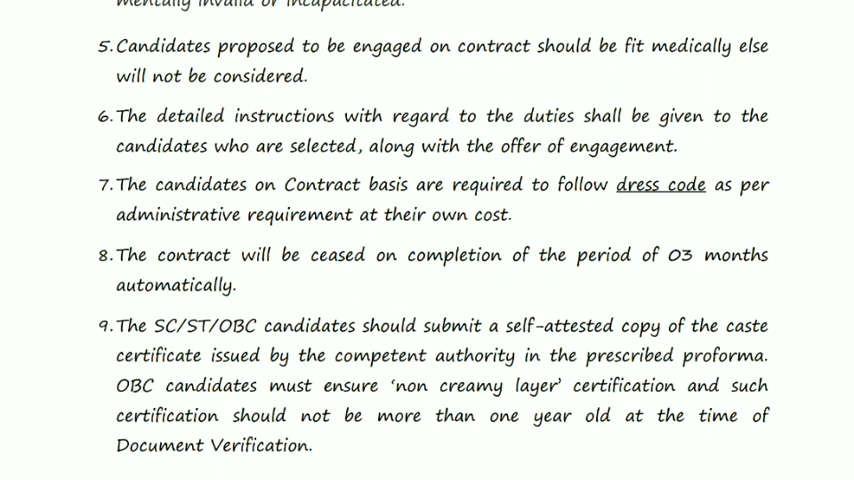 mentally invalid or incapacitated.
5. Candidates proposed to be engaged on contract should be fit medically else
will not be considered.
6. The detailed instructions with regard to the duties shall be given to the
candidates who are selected, along with the offer of engagement.
7. The candidates on Contract basis are required to follow dress code as per
administrative requirement at their own cost.
8. The contract will be ceased on completion of the period of 03 months
automatically.
9. The SC/ST/OBC candidates should submit a self-attested copy of the caste
certificate issued by the competent authority in the prescribed proforma.
OBC candidates must ensure ‘non creamy layer’ certification and such
certification should not be more than one year old at the time of
Document Verification.